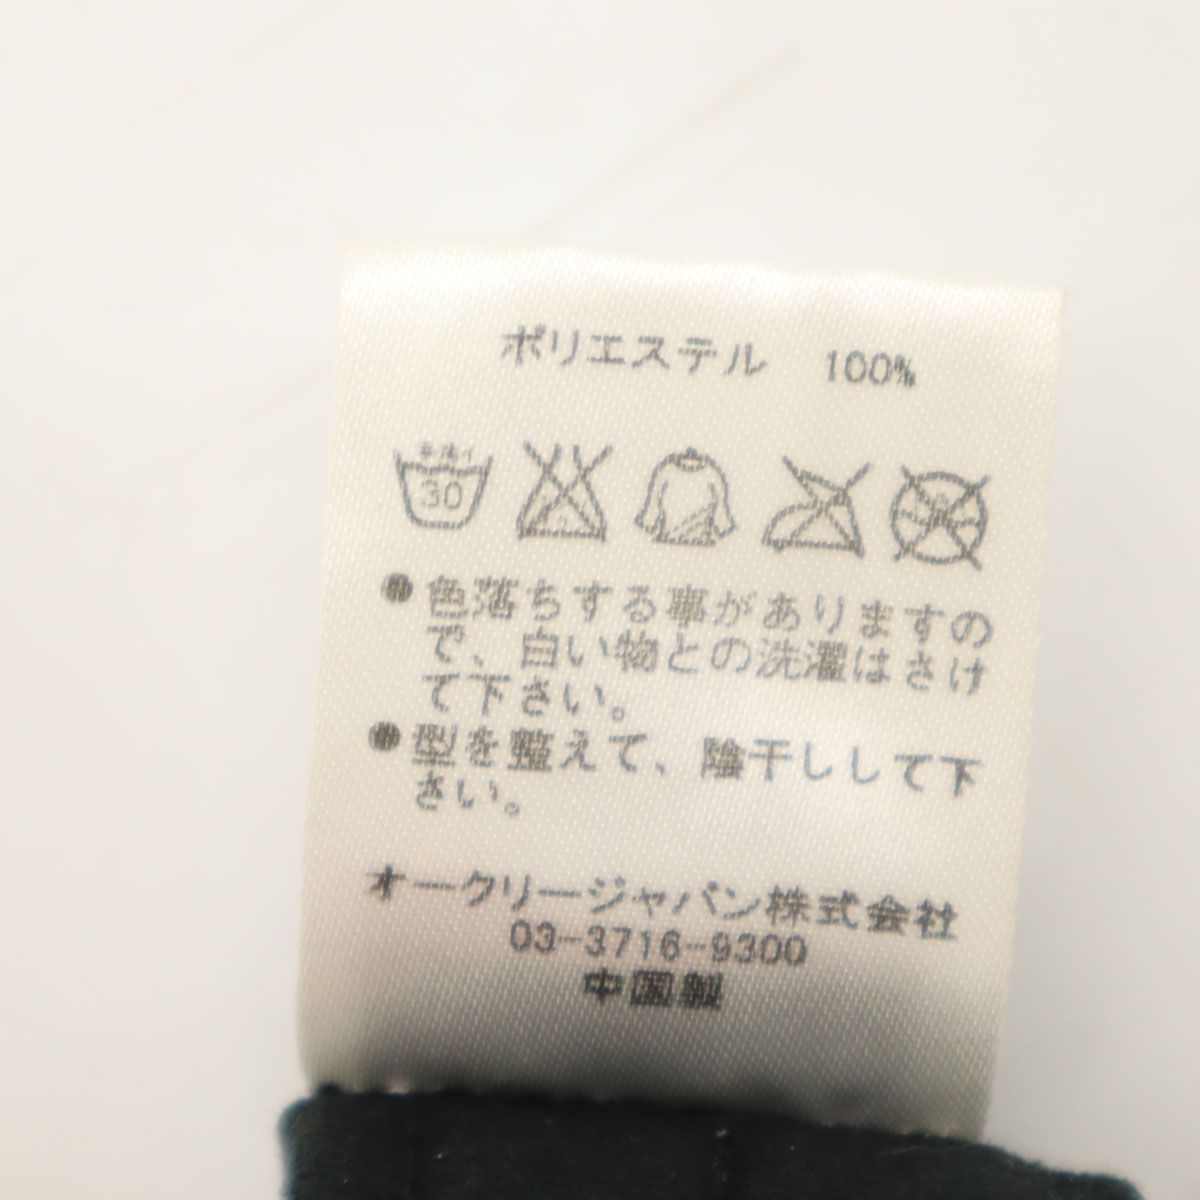 ポリエステル 100%
手洗イ
30
●色落ちする事がありますの
で、白い物との洗濯はさけ
て下さい。
●型を整えて、陰干しして下
さい。
オークリージャパン株式会社
03-3716-9300
中国製